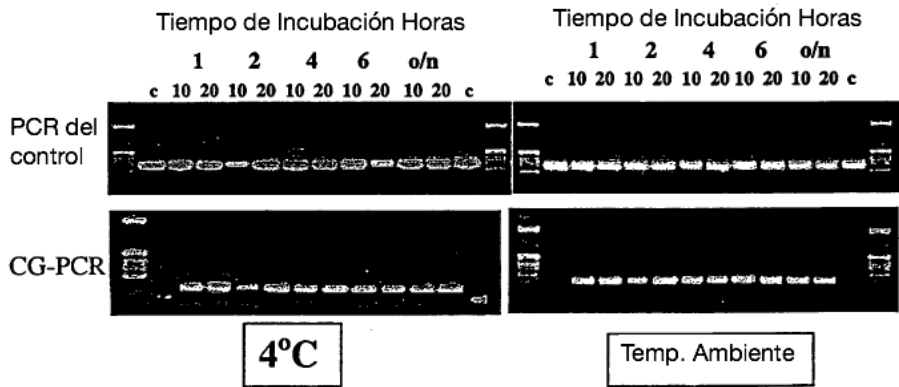 Tiempo de Incubación Horas
1 2 4 6 o/n
c 10 20 10 20 10 20 10 20 10 20 c
Tiempo de Incubación Horas
1 2 4 6 o/n
c 10 20 10 20 10 20 10 20 10 20 c
PCR del
control
CG-PCR
4°C
Temp. Ambiente